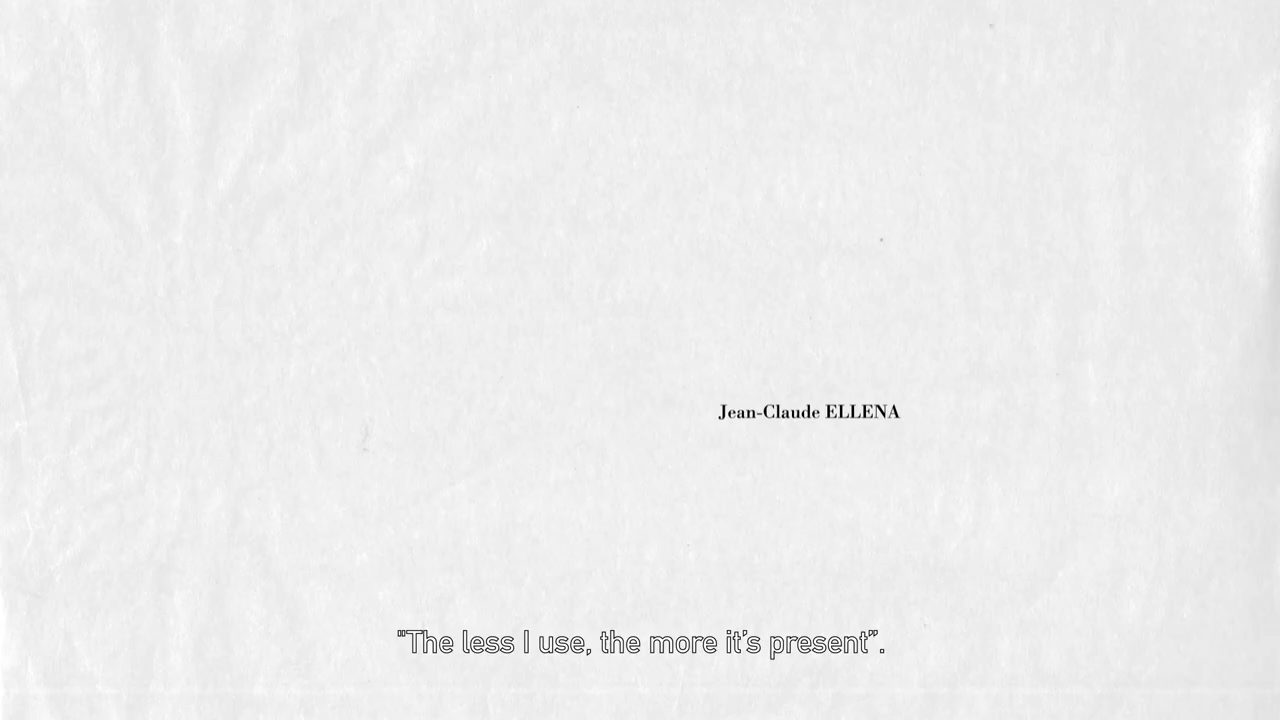 Jean-Claude ELLENA
"The less I use, the more it's present”.